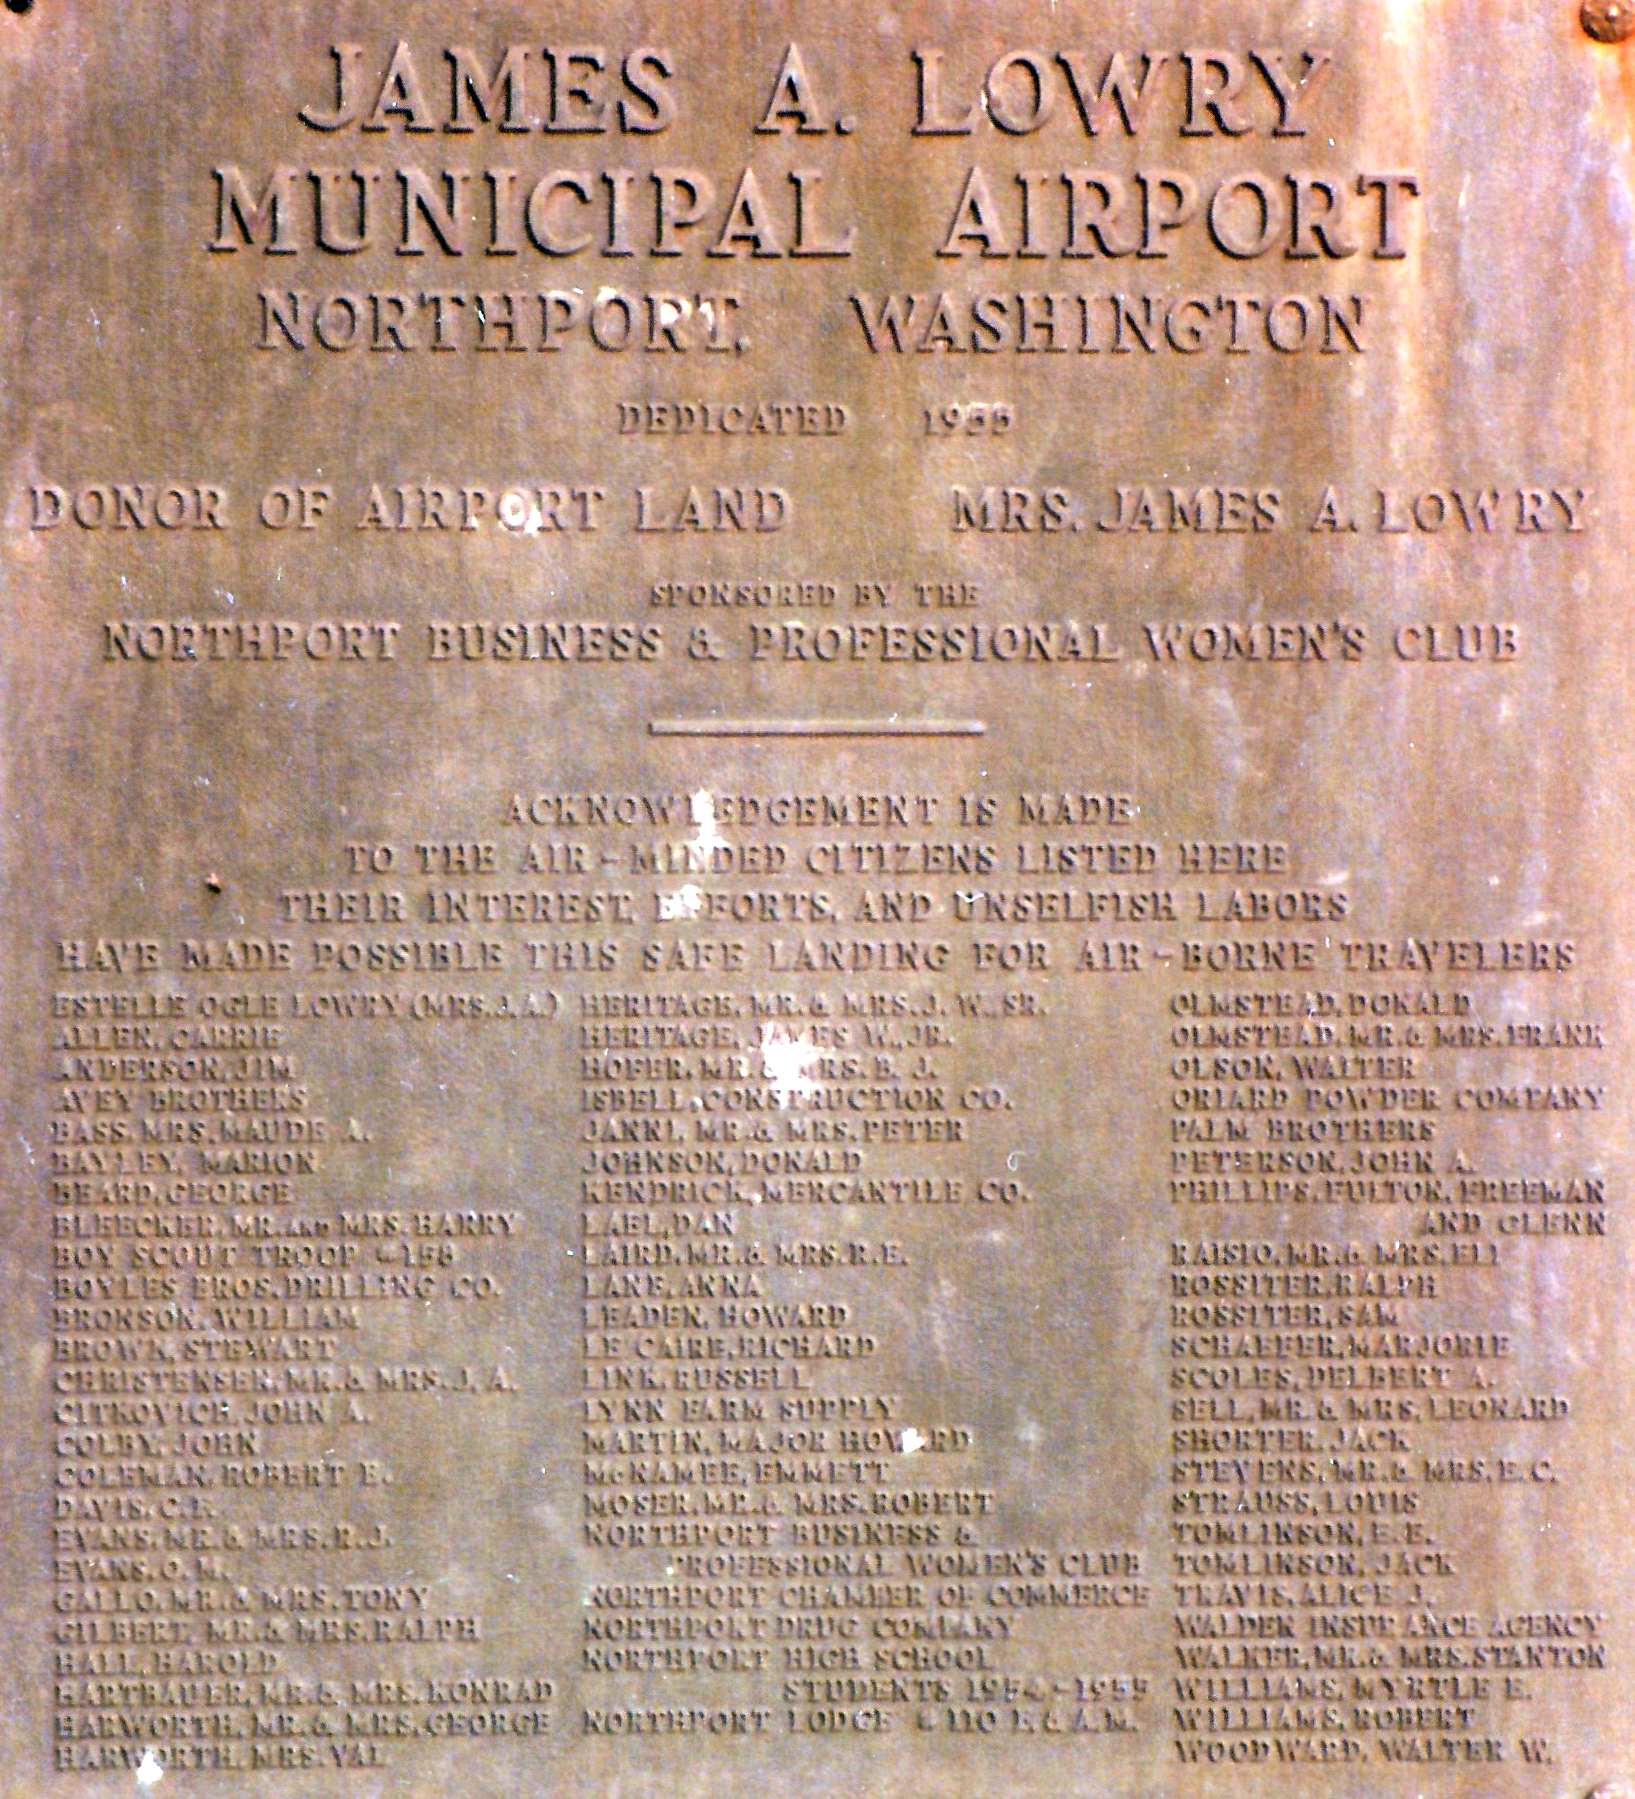 JAMES A. LOWRY
MUNICIPAL AIRPORT
NORTHPORT, WASHINGTON
DEDICATED 1955
DONOR OF AIRPORT LAND MRS. JAMES A. LOWRY
SPONSORED BY THE
NORTHPORT BUSINESS & PROFESSIONAL WOMEN'S CLUB
ACKNOWLEDGEMENT IS MADE
TO THE AIR-MINDED CITIZENS LISTED HERE
THEIR INTEREST, EFFORTS, AND UNSELFISH LABORS
HAVE MADE POSSIBLE THIS SAFE LANDING FOR AIR-BORNE TRAVELERS
ESTELLE OGLE LOWRY (MRS. J.A.)
ALLEN, CARRIE
ANDERSON, JIM
AVEY BROTHERS
BASS, MRS. MAUDE A.
BAYLEY, MARION
BEARD, GEORGE
BLEECKER, MR. AND MRS. HARRY
BOY SCOUT TROOP #158
BOYLES BROS. DRILLING CO.
BRONSON, WILLIAM
BROWN, STEWART
CHRISTENSEN, MR. & MRS. J. A.
CITKOVICH, JOHN A.
COLBY, JOHN
COLEMAN, ROBERT E.
DAVIS, C.
EVANS, MR. & MRS. R.J.
EVANS, O. M.
GALLO, MR. & MRS. TONY
GILBERT, MR. & MRS. RALPH
HALL, HAROLD
HARTBAUER, MR. & MRS. KONRAD
HARWORTH, MR. & MRS. GEORGE
HARWORTH, MRS. VAL
HERITAGE, MR. & MRS. J. W., SR.
HERITAGE, JAMES W., JR.
HOFER, MR. & MRS. B. J.
ISBELL, CONSTRUCTION CO.
JANNI, MR. & MRS. PETER
JOHNSON, DONALD
KENDRICK, MERCANTILE CO.
LAEL, DAN
LAIRD, MR. & MRS. R.E.
LANE, ANNA
LEADEN, HOWARD
LE CAIRE, RICHARD
LINK, RUSSELL
LYNN FARM SUPPLY
MARTIN, MAJOR HOWARD
McNAMEE, EMMETT
MOSER, MR. & MRS. ROBERT
NORTHPORT BUSINESS &
PROFESSIONAL WOMEN'S CLUB
NORTHPORT CHAMBER OF COMMERCE
NORTHPORT DRUG COMPANY
NORTHPORT HIGH SCHOOL
STUDENTS 1954-1955
NORTHPORT LODGE #110 F. & A.M.
OLMSTEAD, DONALD
OLMSTEAD, MR. & MRS. FRANK
OLSON, WALTER
ORIARD POWDER COMPANY
PALM BROTHERS
PETERSON, JOHN A.
PHILLIPS, FULTON, FREEMAN
AND GLENN
RAISIO, MR. & MRS. ELI
ROSSITER, RALPH
ROSSITER, SAM
SCHAEFER, MARJORIE
SCOLES, DELBERT A.
SELL, MR. & MRS. LEONARD
SHORTER, JACK
STEVENS, MR. & MRS. E. C.
STRAUSS, LOUIS
TOMLINSON, E. E.
TOMLINSON, JACK
TRAVIS, ALICE J.
WALDEN INSURANCE AGENCY
WALKER, MR. & MRS. STANTON
WILLIAMS, MYRTLE E.
WILLIAMS, ROBERT
WOODWARD, WALTER W.